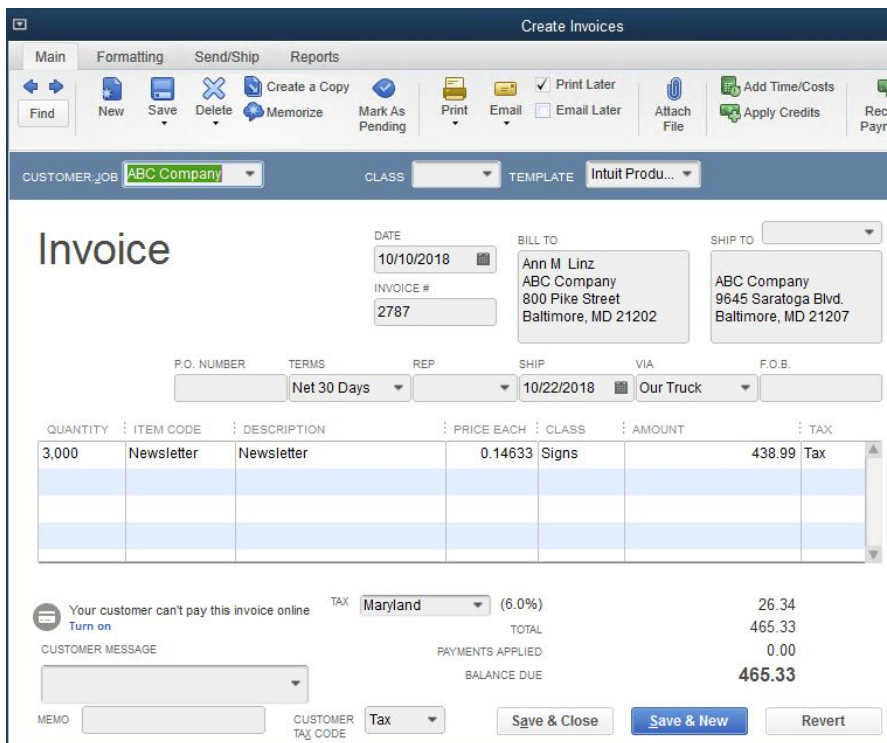 Create Invoices
Main Formatting Send/Ship Reports
Find New Save Delete Create a Copy Memorize Mark As Pending Print Email Print Later Email Later Attach File Add Time/Costs Apply Credits
CUSTOMER:JOB ABC Company CLASS TEMPLATE Intuit Produ...
Invoice
DATE
10/10/2018
INVOICE #
2787
BILL TO
Ann M Linz
ABC Company
800 Pike Street
Baltimore, MD 21202
SHIP TO
ABC Company
9645 Saratoga Blvd.
Baltimore, MD 21207
P.O. NUMBER TERMS REP SHIP VIA F.O.B.
Net 30 Days 10/22/2018 Our Truck
QUANTITY ITEM CODE DESCRIPTION PRICE EACH CLASS AMOUNT TAX
3,000 Newsletter Newsletter 0.14633 Signs 438.99 Tax
Your customer can't pay this invoice online
Turn on
TAX Maryland (6.0%) 26.34
TOTAL 465.33
CUSTOMER MESSAGE
PAYMENTS APPLIED 0.00
BALANCE DUE 465.33
MEMO
CUSTOMER TAX CODE Tax
Save & Close Save & New Revert